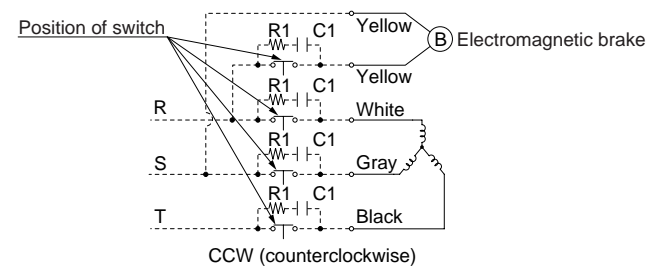 Position of switch
R1 C1
Yellow
B Electromagnetic brake
Yellow
R1 C1
R
White
R1 C1
S
Gray
R1 C1
T
Black
CCW (counterclockwise)